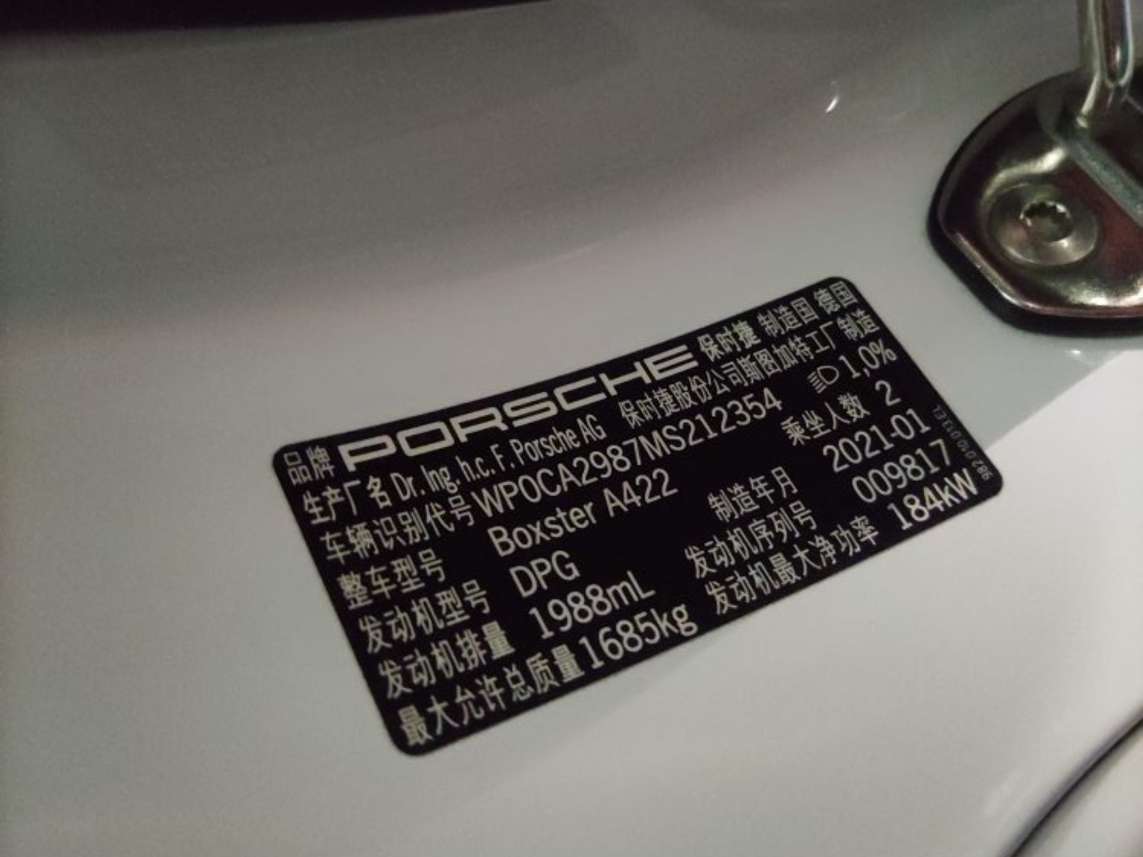 品牌 PORSCHE 保时捷 制造国 德国
生产厂名 Dr. Ing. h.c. F. Porsche AG 保时捷股份公司斯图加特工厂制造
车辆识别代号 WP0CA2987MS212354 1,0%
整车型号 Boxster A422 乘坐人数 2
发动机型号 DPG 制造年月 2021-01
发动机排量 1988mL 发动机序列号 009817
最大允许总质量 1685kg 发动机最大净功率 184kW